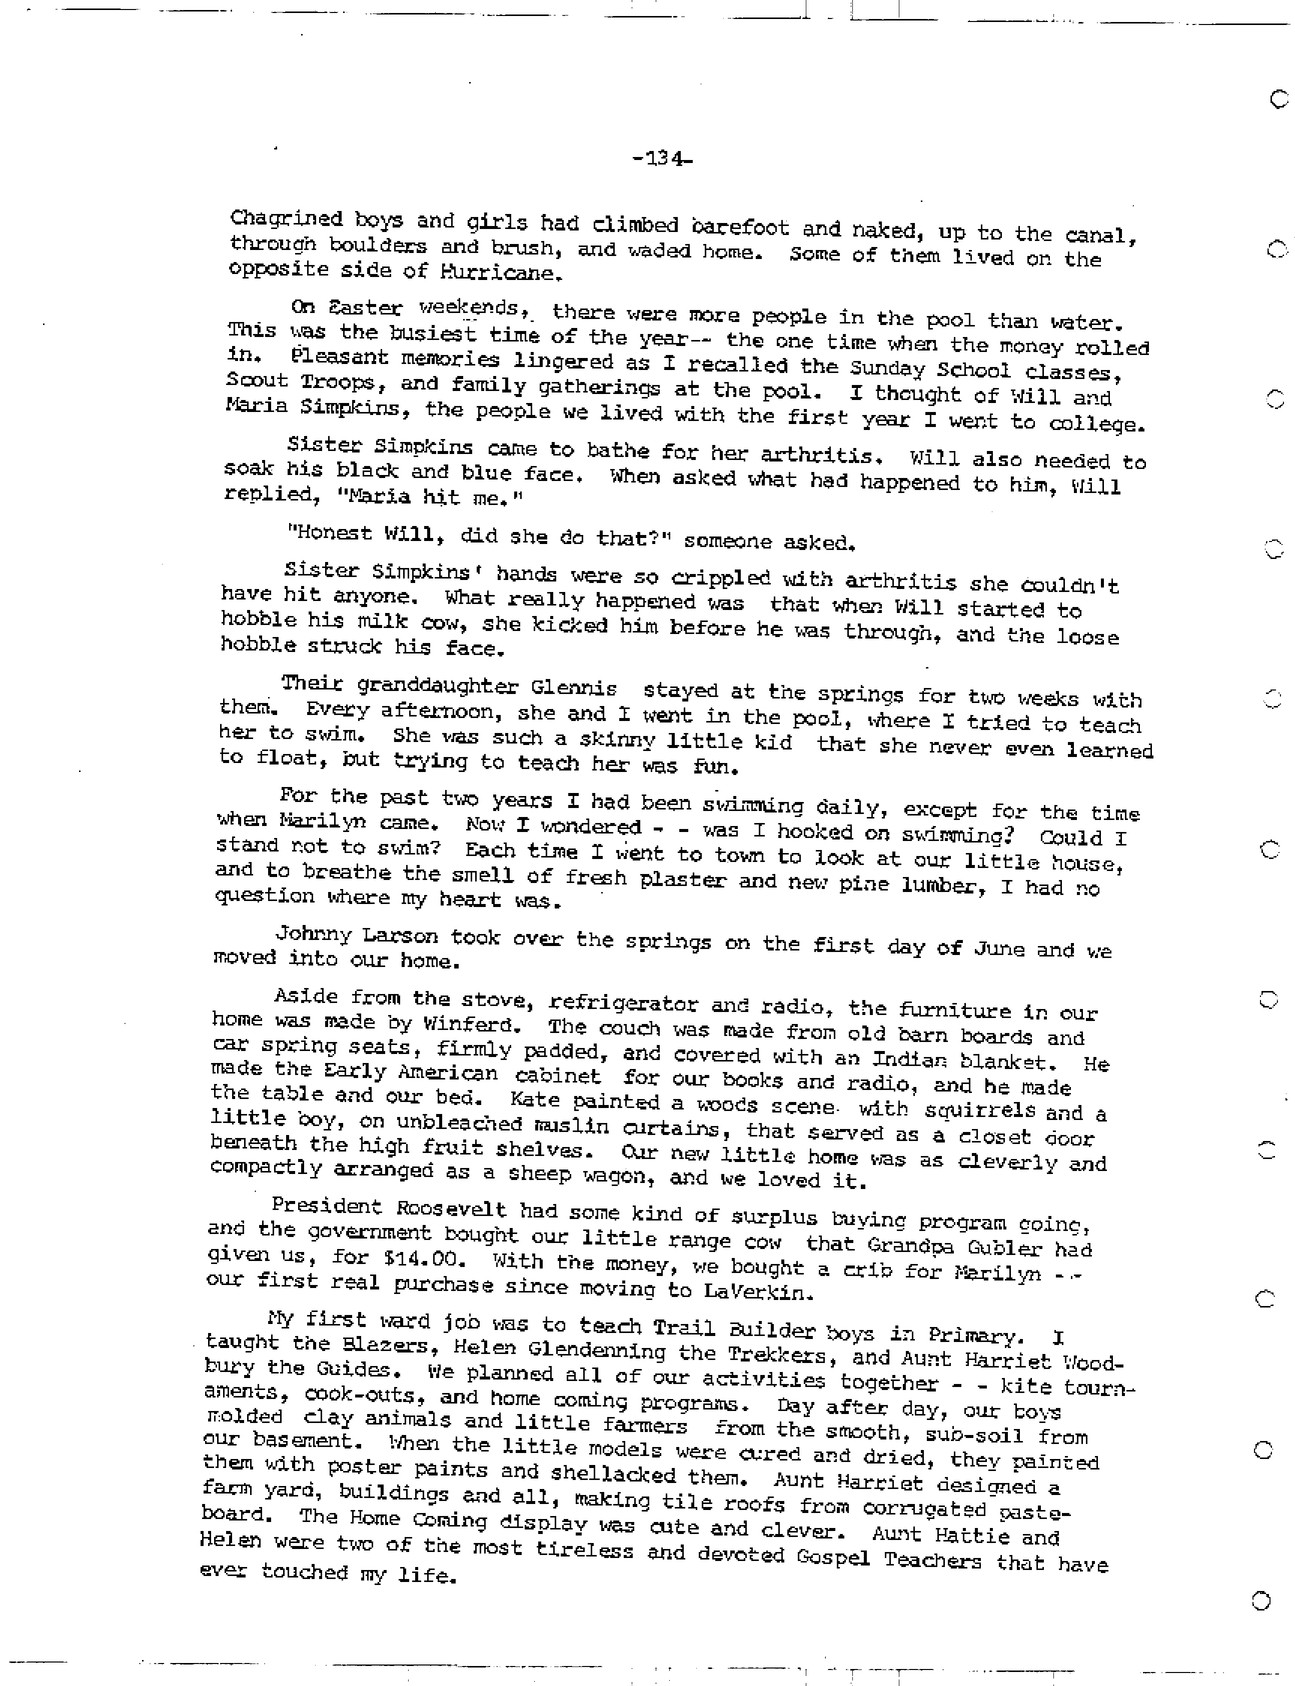 -134-
Chagrined boys and girls had climbed barefoot and naked, up to the canal,
through boulders and brush, and waded home. Some of them lived on the
opposite side of Hurricane.
On Easter weekends, there were more people in the pool than water.
This was the busiest time of the year-- the one time when the money rolled
in. Pleasant memories lingered as I recalled the Sunday School classes,
Scout Troops, and family gatherings at the pool. I thought of Will and
Maria Simpkins, the people we lived with the first year I went to college.
Sister Simpkins came to bathe for her arthritis. Will also needed to
soak his black and blue face. When asked what had happened to him, Will
replied, "Maria hit me."
"Honest Will, did she do that?" someone asked.
Sister Simpkins' hands were so crippled with arthritis she couldn't
have hit anyone. What really happened was that when Will started to
hobble his milk cow, she kicked him before he was through, and the loose
hobble struck his face.
Their granddaughter Glennis stayed at the springs for two weeks with
them. Every afternoon, she and I went in the pool, where I tried to teach
her to swim. She was such a skinny little kid that she never even learned
to float, but trying to teach her was fun.
For the past two years I had been swimming daily, except for the time
when Marilyn came. Now I wondered - - was I hooked on swimming? Could I
stand not to swim? Each time I went to town to look at our little house,
and to breathe the smell of fresh plaster and new pine lumber, I had no
question where my heart was.
Johnny Larson took over the springs on the first day of June and we
moved into our home.
Aside from the stove, refrigerator and radio, the furniture in our
home was made by Winferd. The couch was made from old barn boards and
car spring seats, firmly padded, and covered with an Indian blanket. He
made the Early American cabinet for our books and radio, and he made
the table and our bed. Kate painted a woods scene with squirrels and a
little boy, on unbleached muslin curtains, that served as a closet door
beneath the high fruit shelves. Our new little home was as cleverly and
compactly arranged as a sheep wagon, and we loved it.
President Roosevelt had some kind of surplus buying program going,
and the government bought our little range cow that Grandpa Gubler had
given us, for $14.00. With the money, we bought a crib for Marilyn --
our first real purchase since moving to LaVerkin.
My first ward job was to teach Trail Builder boys in Primary. I
taught the Blazers, Helen Glendenning the Trekkers, and Aunt Harriet Wood-
bury the Guides. We planned all of our activities together - - kite tourn-
aments, cook-outs, and home coming programs. Day after day, our boys
molded clay animals and little farmers from the smooth, sub-soil from
our basement. When the little models were cured and dried, they painted
them with poster paints and shellacked them. Aunt Harriet designed a
farm yard, buildings and all, making tile roofs from corrugated paste-
board. The Home Coming display was cute and clever. Aunt Hattie and
Helen were two of the most tireless and devoted Gospel Teachers that have
ever touched my life.